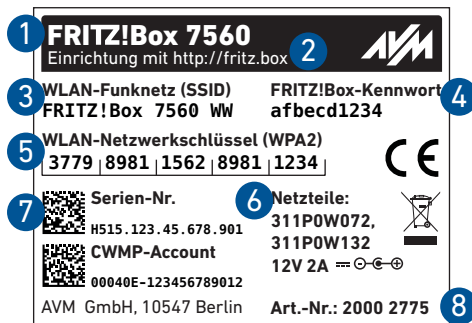 1 FRITZ!Box 7560
Einrichtung mit http://fritz.box 2
AVM
3 WLAN-Funknetz (SSID)
FRITZ!Box 7560 WW
FRITZ!Box-Kennwort 4
afbecd1234
5 WLAN-Netzwerkschlüssel (WPA2)
3779 8981 1562 8981 1234
CE
7 Serien-Nr.
H515.123.45.678.901
CWMP-Account
00040E-123456789012
6 Netzteile:
311P0W072,
311P0W132
12V 2A
AVM GmbH, 10547 Berlin
Art.-Nr.: 2000 2775 8